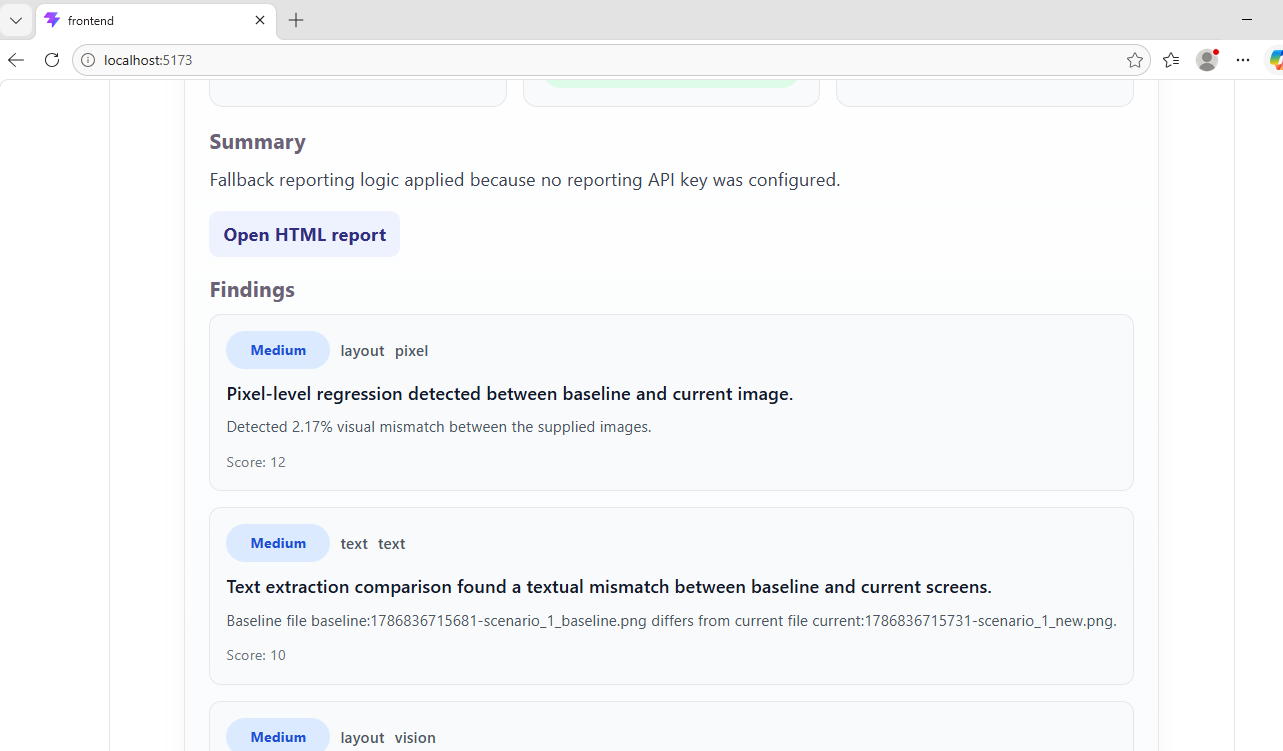 frontend
localhost:5173
Summary
Fallback reporting logic applied because no reporting API key was configured.
Open HTML report
Findings
Medium layout pixel
Pixel-level regression detected between baseline and current image.
Detected 2.17% visual mismatch between the supplied images.
Score: 12
Medium text text
Text extraction comparison found a textual mismatch between baseline and current screens.
Baseline file baseline:1786836715681-scenario_1_baseline.png differs from current file current:1786836715731-scenario_1_new.png.
Score: 10
Medium layout vision